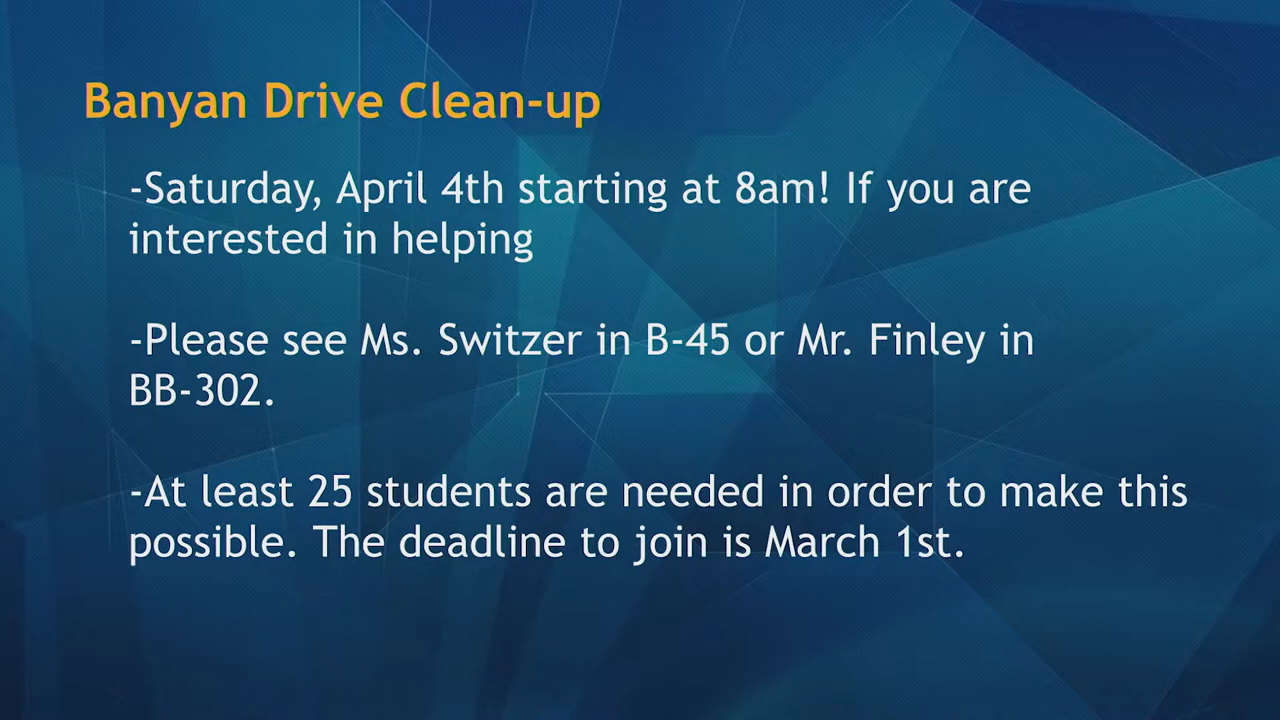 Banyan Drive Clean-up
-Saturday, April 4th starting at 8am! If you are
interested in helping
-Please see Ms. Switzer in B-45 or Mr. Finley in
BB-302.
-At least 25 students are needed in order to make this
possible. The deadline to join is March 1st.